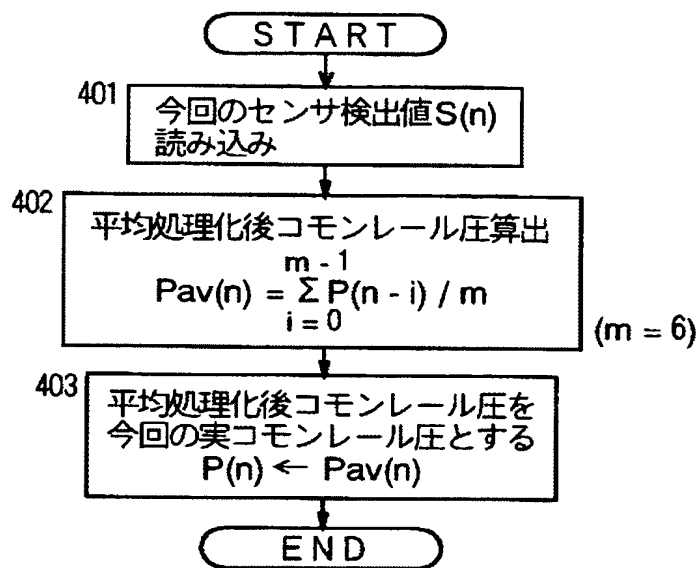 START
401
今回のセンサ検出値S(n)
読み込み
402
平均処理化後コモンレール圧算出
m - 1
Pav(n) = Σ P(n - i) / m
i = 0
(m = 6)
403
平均処理化後コモンレール圧を
今回の実コモンレール圧とする
P(n) ← Pav(n)
END